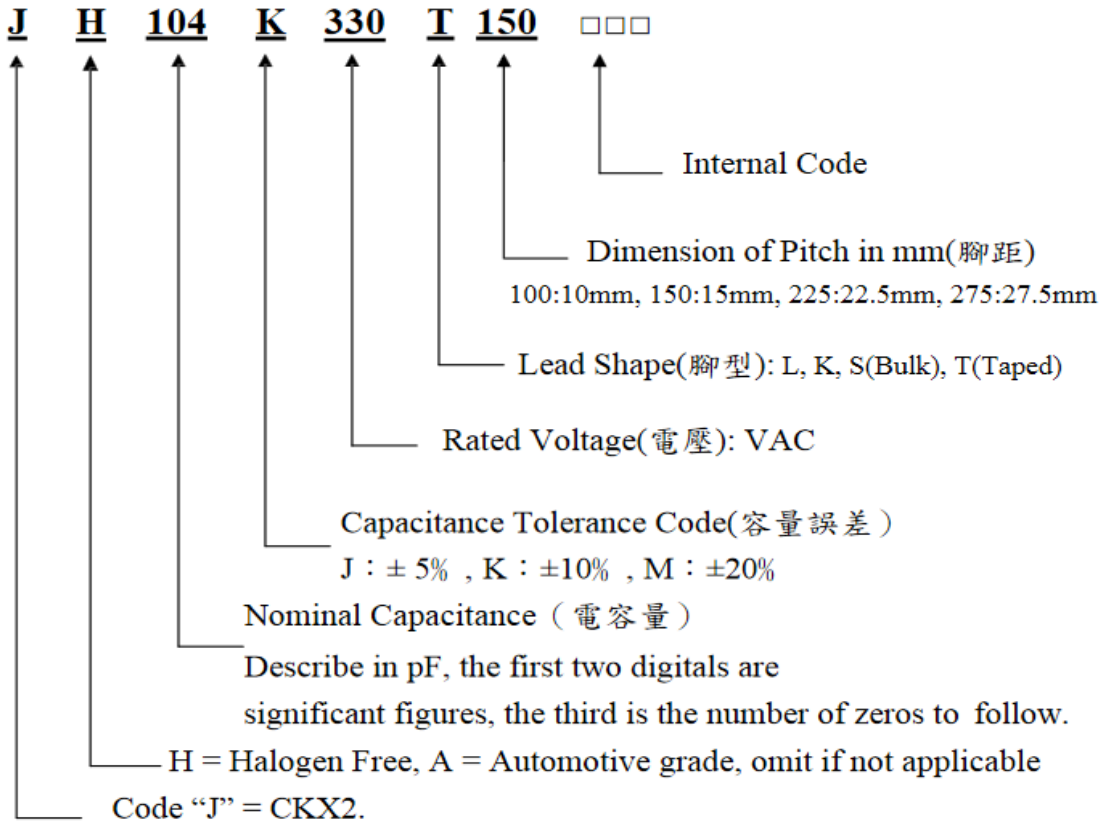 J H 104 K 330 T 150 □□□
Internal Code
Dimension of Pitch in mm(腳距)
100:10mm, 150:15mm, 225:22.5mm, 275:27.5mm
Lead Shape(腳型): L, K, S(Bulk), T(Taped)
Rated Voltage(電壓): VAC
Capacitance Tolerance Code(容量誤差）
J：± 5% , K：±10% , M：±20%
Nominal Capacitance（電容量）
Describe in pF, the first two digitals are
significant figures, the third is the number of zeros to follow.
H = Halogen Free, A = Automotive grade, omit if not applicable
Code “J” = CKX2.